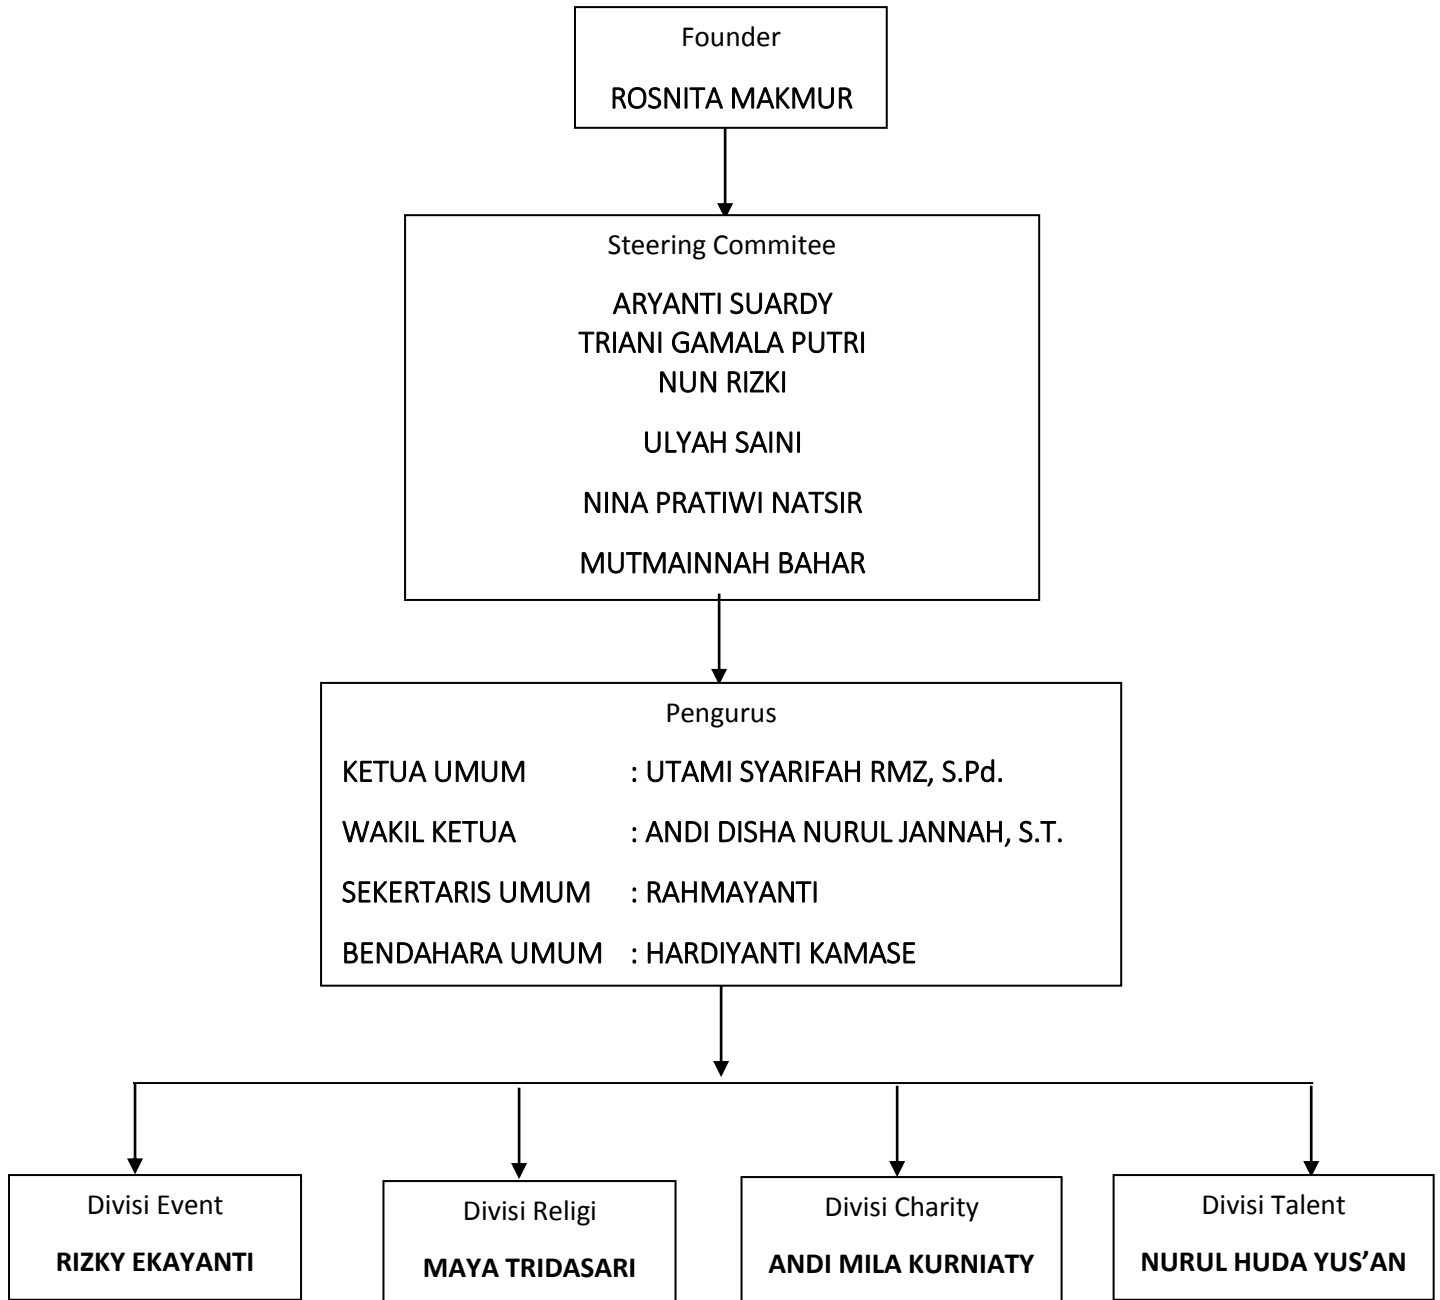 Founder
ROSNITA MAKMUR
Steering Commitee
ARYANTI SUARDY
TRIANI GAMALA PUTRI
NUN RIZKI
ULYAH SAINI
NINA PRATIWI NATSIR
MUTMAINNAH BAHAR
Pengurus
KETUA UMUM : UTAMI SYARIFAH RMZ, S.Pd.
WAKIL KETUA : ANDI DISHA NURUL JANNAH, S.T.
SEKERTARIS UMUM : RAHMAYANTI
BENDAHARA UMUM : HARDIYANTI KAMASE
Divisi Event
RIZKY EKAYANTI
Divisi Religi
MAYA TRIDASARI
Divisi Charity
ANDI MILA KURNIATY
Divisi Talent
NURUL HUDA YUS’AN